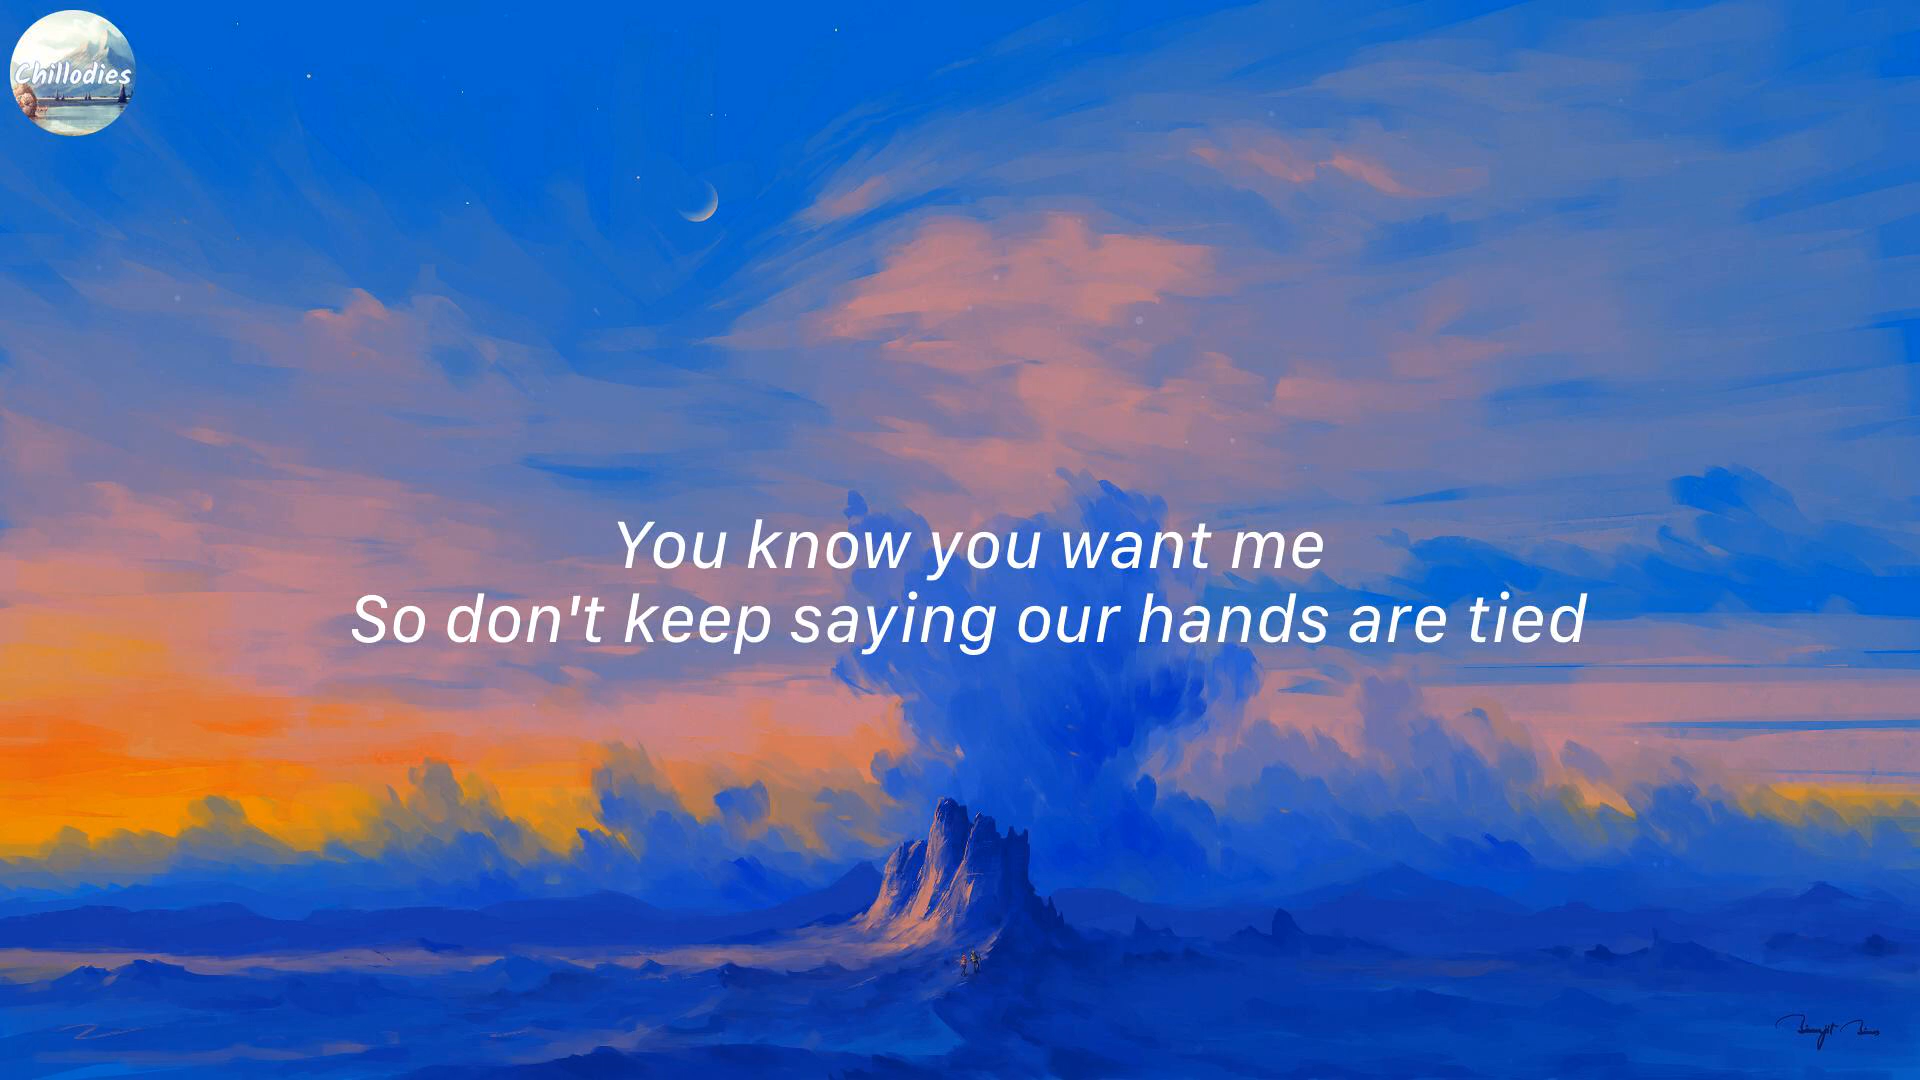 Chillodies
You know you want me
So don't keep saying our hands are tied